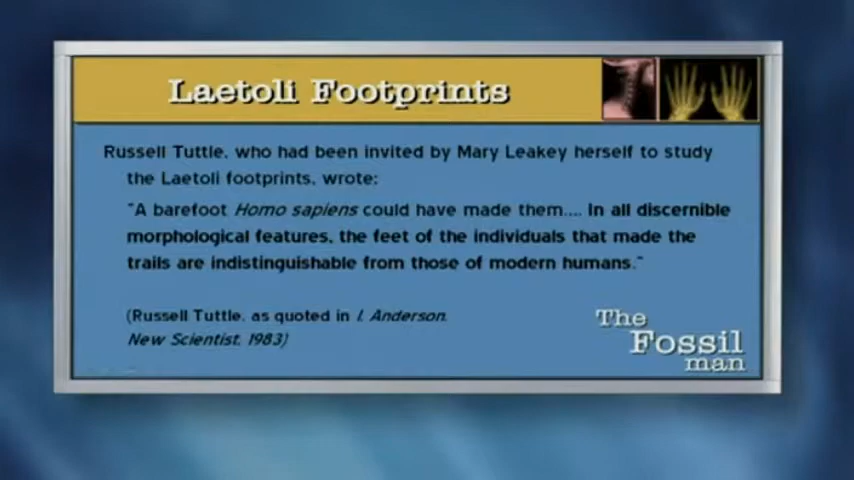 Laetoli Footprints
Russell Tuttle, who had been invited by Mary Leakey herself to study
the Laetoli footprints, wrote:
"A barefoot Homo sapiens could have made them.... In all discernible
morphological features, the feet of the individuals that made the
trails are indistinguishable from those of modern humans."
(Russell Tuttle, as quoted in I. Anderson,
New Scientist, 1983)
The
Fossil
man